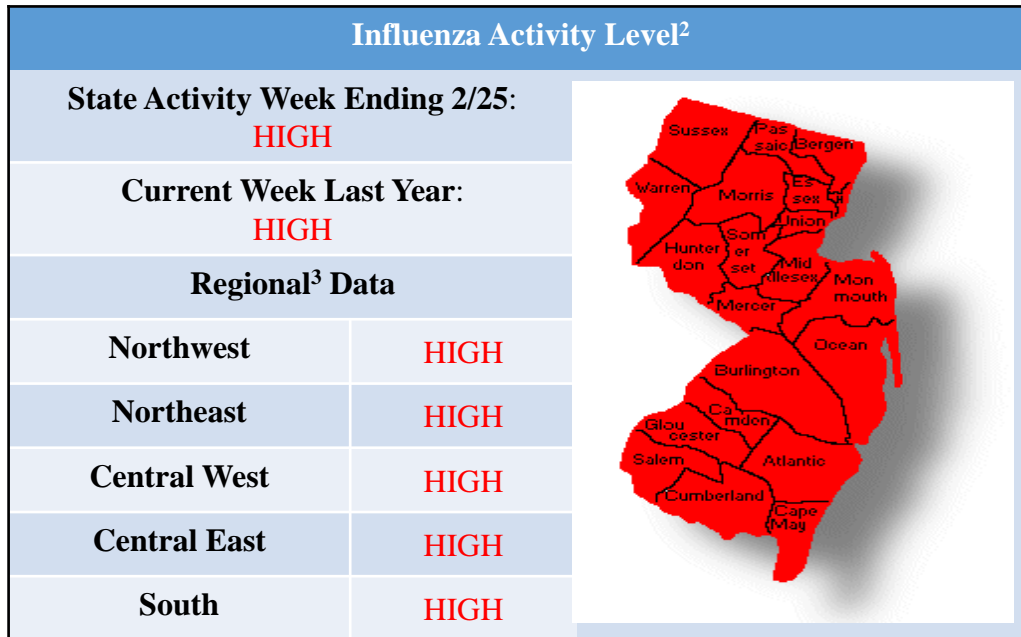 Influenza Activity Level²
State Activity Week Ending 2/25:
HIGH
Current Week Last Year:
HIGH
Regional³ Data
Northwest HIGH
Northeast HIGH
Central West HIGH
Central East HIGH
South HIGH
Sussex
Pas
saic
Bergen
Warren
Morris
Es
sex
Union
Hunter
don
Som
er
set
Mid
dlesex
Mon
mouth
Mercer
Ocean
Burlington
Ca
mden
Glou
cester
Salem
Atlantic
Cumberland
Cape
May